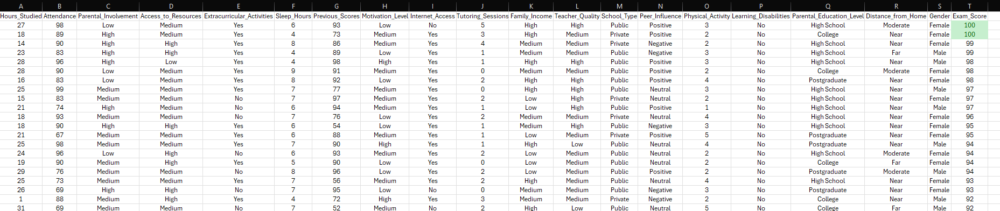 A B C D E F G H I J K L M N O P Q R S T
Hours_Studied Attendance Parental_Involvement Access_to_Resources Extracurricular_Activities Sleep_Hours Previous_Scores Motivation_Level Internet_Access Tutoring_Sessions Family_Income Teacher_Quality School_Type Peer_Influence Physical_Activity Learning_Disabilities Parental_Education_Level Distance_from_Home Gender Exam_Score
27 98 Low Medium Yes 6 93 Low No 5 High High Public Positive 3 No High School Moderate Female 100
18 89 High Medium Yes 4 73 Medium Yes 3 High Medium Private Positive 2 No College Near Female 100
14 90 High High Yes 8 86 Medium Yes 4 Medium Medium Private Negative 2 No High School Near Female 99
23 83 High High Yes 4 89 Low Yes 1 Medium Medium Public Negative 3 No High School Far Male 99
28 96 High Low Yes 4 98 High Yes 1 High High Public Positive 3 No High School Near Male 98
28 90 Low Medium Yes 9 91 Medium Yes 0 Medium Medium Public Positive 2 No College Moderate Female 98
16 83 Low Medium Yes 8 92 Low Yes 2 High High Public Positive 4 No Postgraduate Near Female 98
25 99 Medium Medium Yes 7 77 Medium Yes 0 High High Public Neutral 3 No High School Near Male 97
15 83 Medium Medium No 7 97 Medium Yes 2 Low High Private Neutral 2 No High School Near Female 97
21 74 High Medium No 6 94 Medium Yes 1 Low High Public Positive 1 No High School Near Male 97
18 93 Medium Medium No 7 76 Low Yes 2 Medium Medium Private Neutral 4 No High School Near Female 96
18 90 High High Yes 6 54 Low Yes 1 Medium High Public Negative 3 No High School Near Female 95
21 67 Medium Medium Yes 6 88 Medium Yes 1 Low Medium Private Positive 5 No Postgraduate Near Female 95
25 98 Medium Medium Yes 7 90 High Yes 1 High Low Public Neutral 4 No Postgraduate Near Male 94
24 96 Low High No 6 93 Medium Yes 2 Low Medium Public Neutral 2 No High School Moderate Female 94
19 90 Medium High Yes 5 90 Low Yes 0 Low Medium Public Neutral 2 No College Far Female 94
29 76 Medium Medium No 8 96 Low Yes 2 Low Medium Public Positive 2 No Postgraduate Moderate Male 94
25 73 Medium Medium Yes 7 56 Medium Yes 2 High Medium Public Neutral 4 No High School Near Female 93
26 69 High High No 7 95 Low No 0 Medium Medium Public Negative 3 No Postgraduate Near Female 93
1 88 Medium High Yes 4 72 High Yes 3 Medium Medium Private Negative 2 No College Near Male 92
31 69 Medium Medium No 7 52 Medium No 2 High Low Public Neutral 5 No College Far Male 92